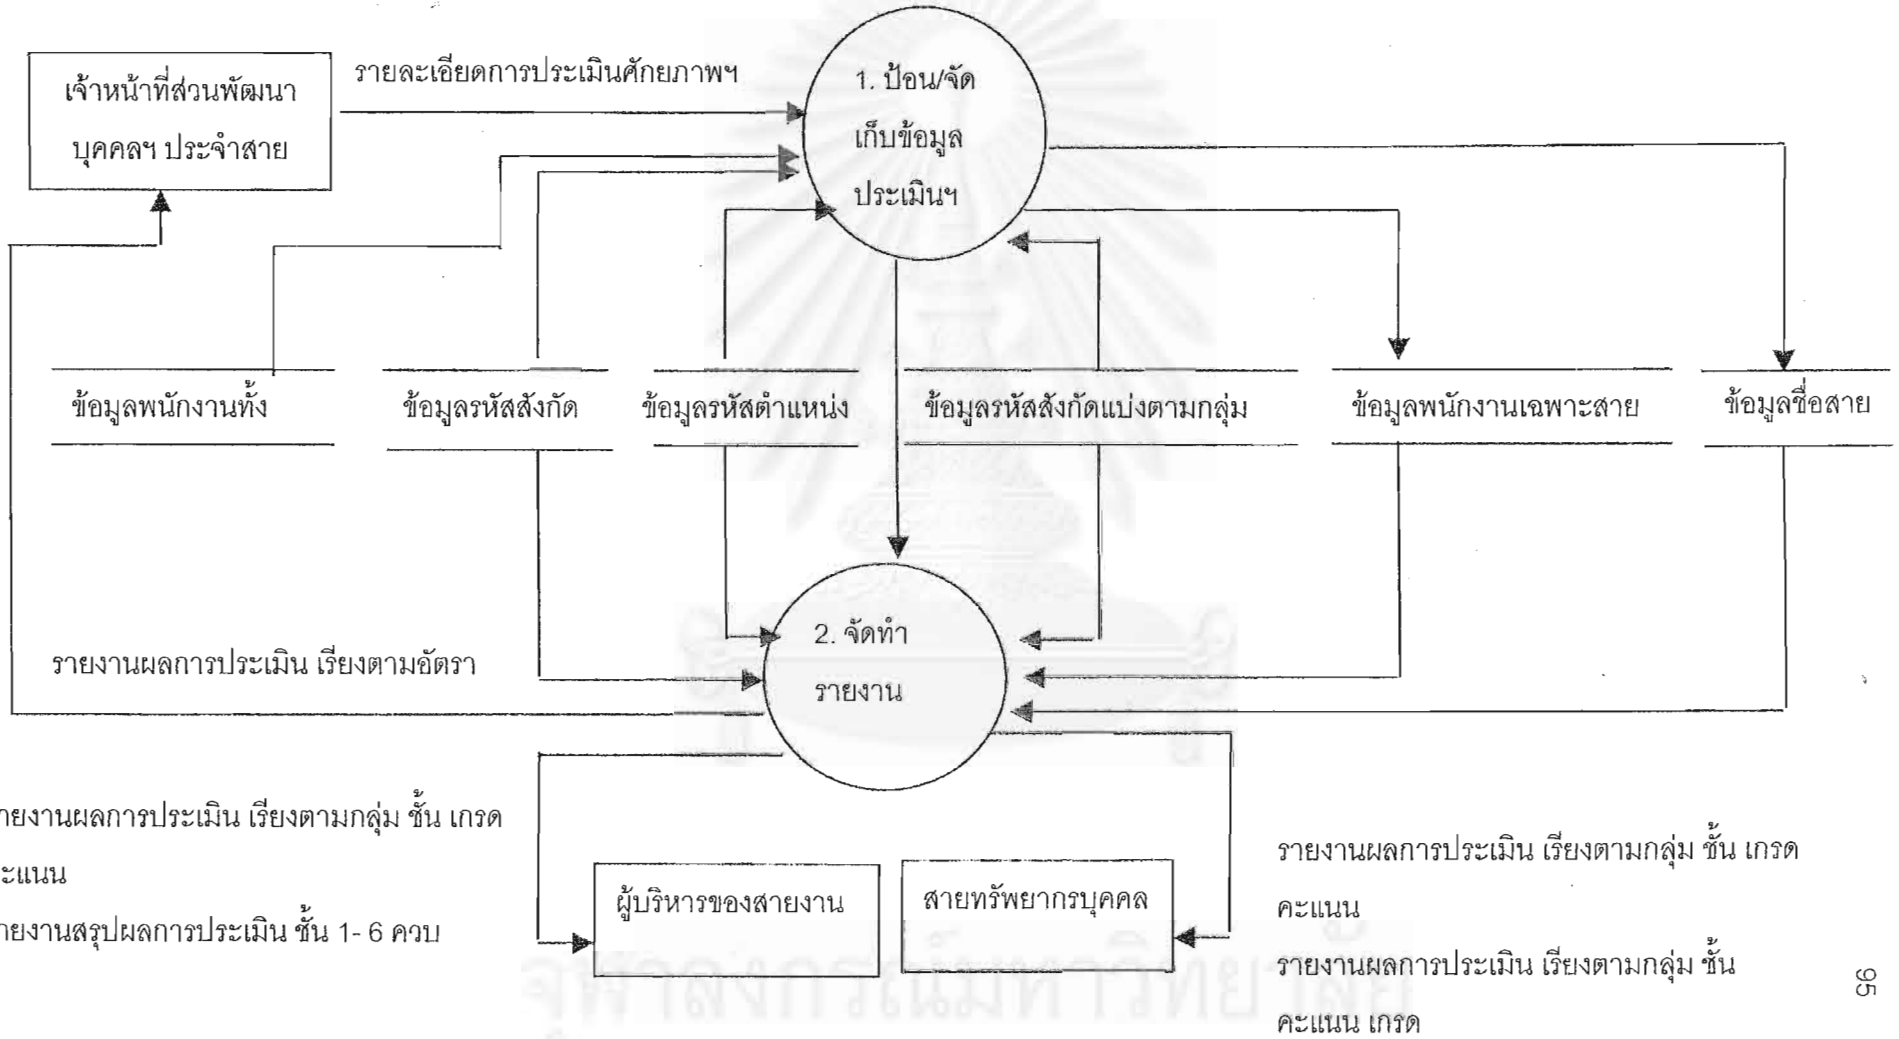 เจ้าหน้าที่ส่วนพัฒนา
บุคคลฯ ประจำสาย
รายละเอียดการประเมินศักยภาพฯ
1. ป้อน/จัด
เก็บข้อมูล
ประเมินฯ
ข้อมูลพนักงานทั้ง
ข้อมูลรหัสสังกัด
ข้อมูลรหัสตำแหน่ง
ข้อมูลรหัสสังกัดแบ่งตามกลุ่ม
ข้อมูลพนักงานเฉพาะสาย
ข้อมูลชื่อสาย
รายงานผลการประเมิน เรียงตามอัตรา
2. จัดทำ
รายงาน
ายงานผลการประเมิน เรียงตามกลุ่ม ชั้น เกรด
ะแนน
ายงานสรุปผลการประเมิน ชั้น 1- 6 ควบ
ผู้บริหารของสายงาน
สายทรัพยากรบุคคล
รายงานผลการประเมิน เรียงตามกลุ่ม ชั้น เกรด
คะแนน
รายงานผลการประเมิน เรียงตามกลุ่ม ชั้น
คะแนน เกรด
95
จุฬาลงกรณ์มหาวิทยาลัย